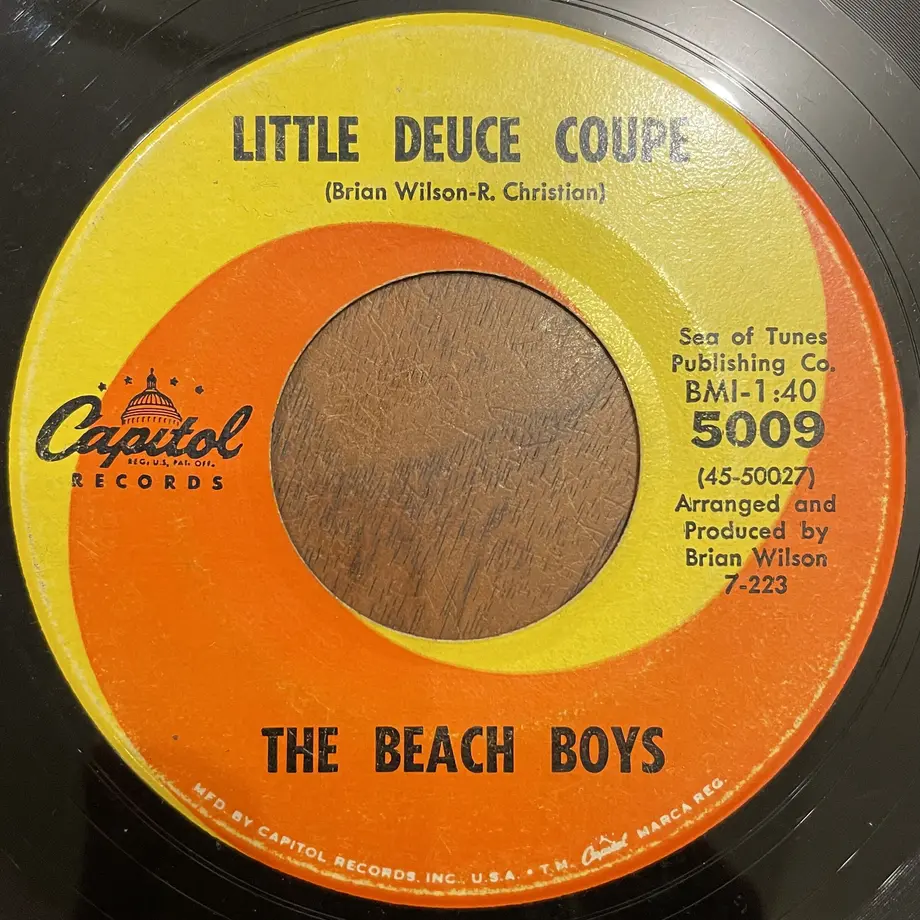 LITTLE DEUCE COUPE
(Brian Wilson-R. Christian)
Sea of Tunes
Publishing Co.
BMI-1:40
5009
(45-50027)
Arranged and
Produced by
Brian Wilson
7-223
Capitol
REG. U.S. PAT. OFF.
RECORDS
THE BEACH BOYS
MFD. BY CAPITOL RECORDS, INC., U.S.A. • T.M. Capitol MARCA REG.